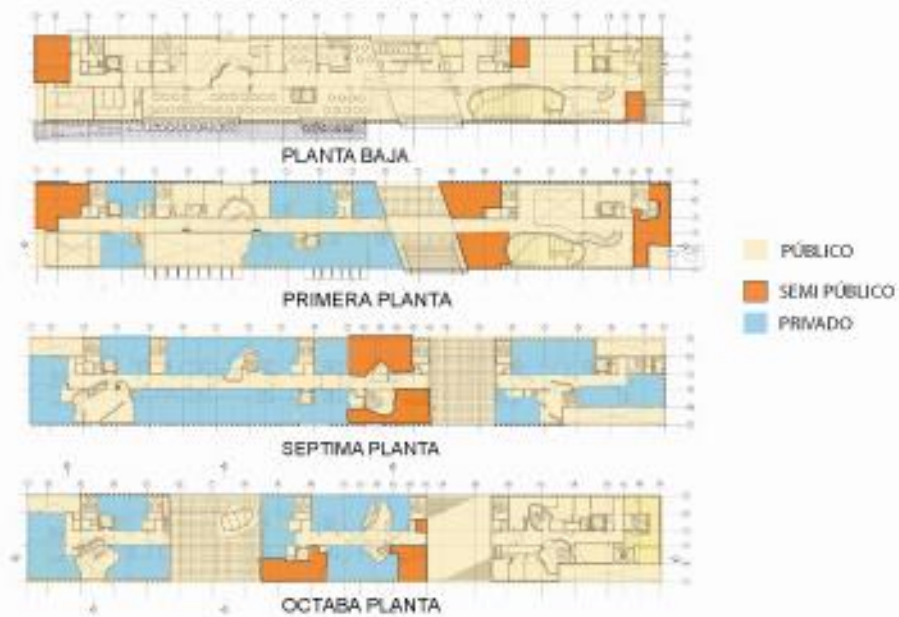 PLANTA BAJA
PRIMERA PLANTA
PÚBLICO
SEMI PÚBLICO
PRIVADO
SEPTIMA PLANTA
OCTABA PLANTA